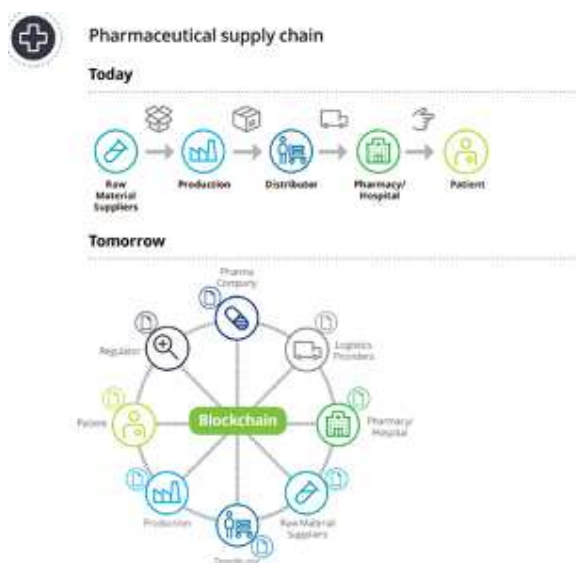 Pharmaceutical supply chain
Today
Raw
Material
Suppliers
Production
Distributor
Pharmacy/
Hospital
Patient
Tomorrow
Pharma
Company
Regulator
Logistics
Providers
Patient
Blockchain
Pharmacy/
Hospital
Production
Raw Material
Suppliers